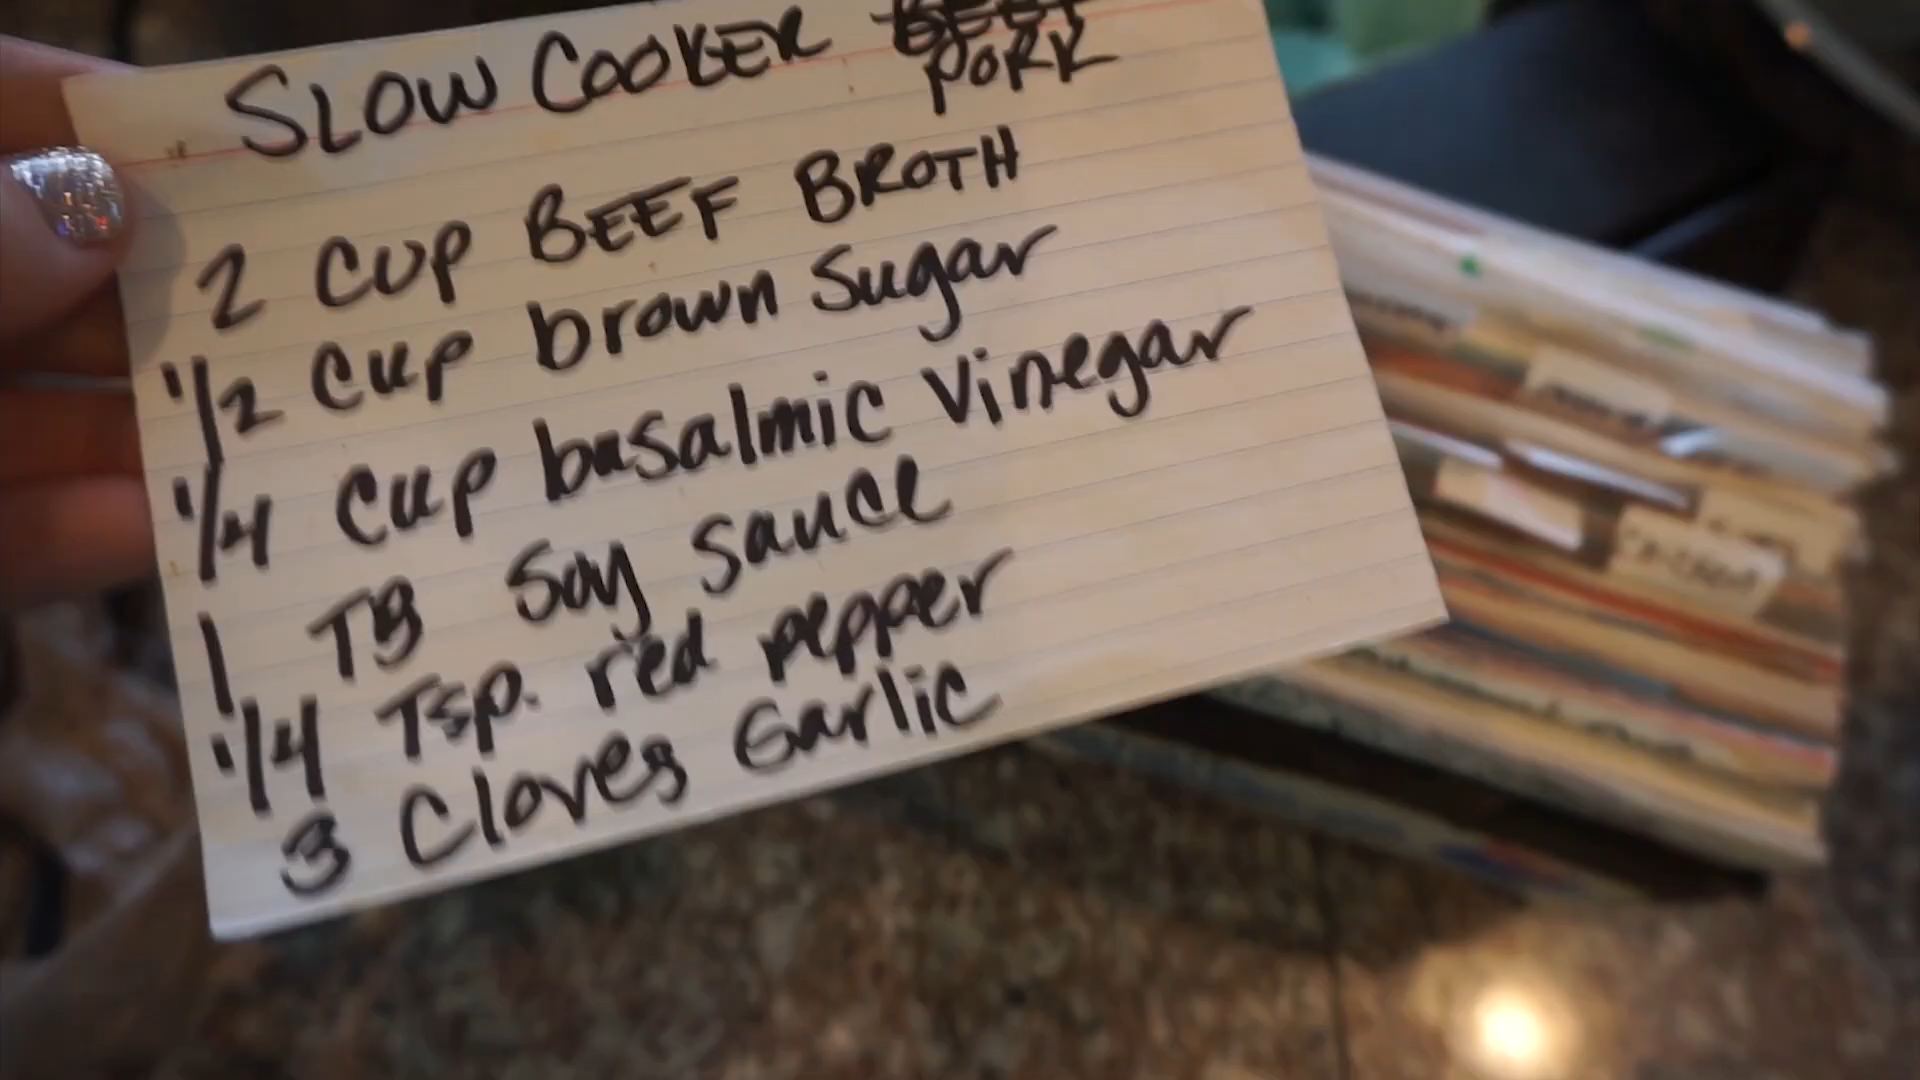 SLOW COOKER BEEF
PORK
2 CUP BEEF BROTH
1/2 CUP brown Sugar
1/4 CUP basalmic Vinegar
1 TB Soy Sauce
1/4 Tsp. red pepper
3 Cloves Garlic